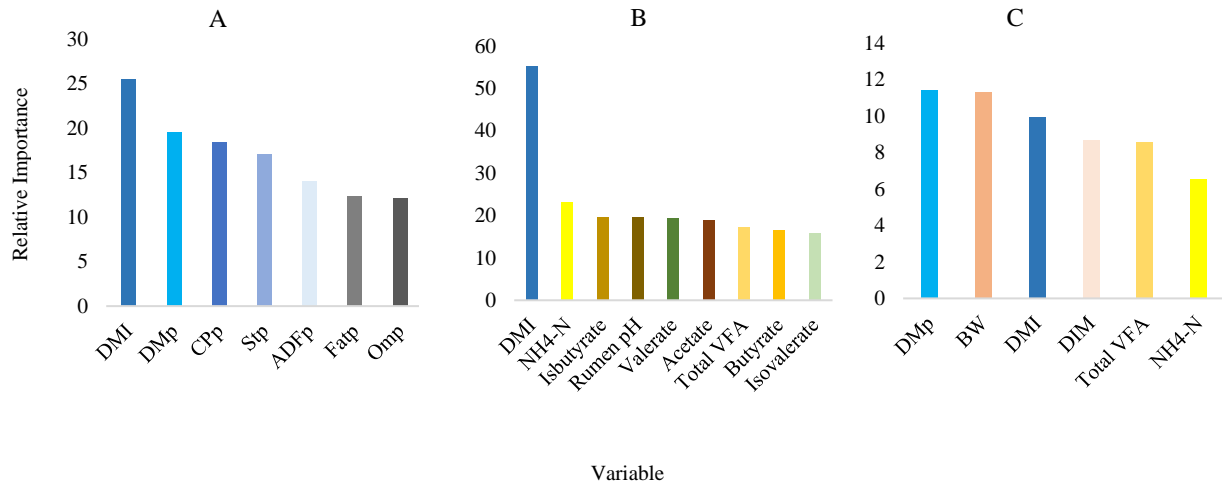 A
B
C
Relative Importance
30
25
20
15
10
5
0
DMI
DMp
CPp
Stp
ADFp
Fatp
Omp
60
50
40
30
20
10
0
DMI
NH4-N
Isbutyrate
Rumen pH
Valerate
Acetate
Total VFA
Butyrate
Isovalerate
14
12
10
8
6
4
2
0
DMp
BW
DMI
DIM
Total VFA
NH4-N
Variable